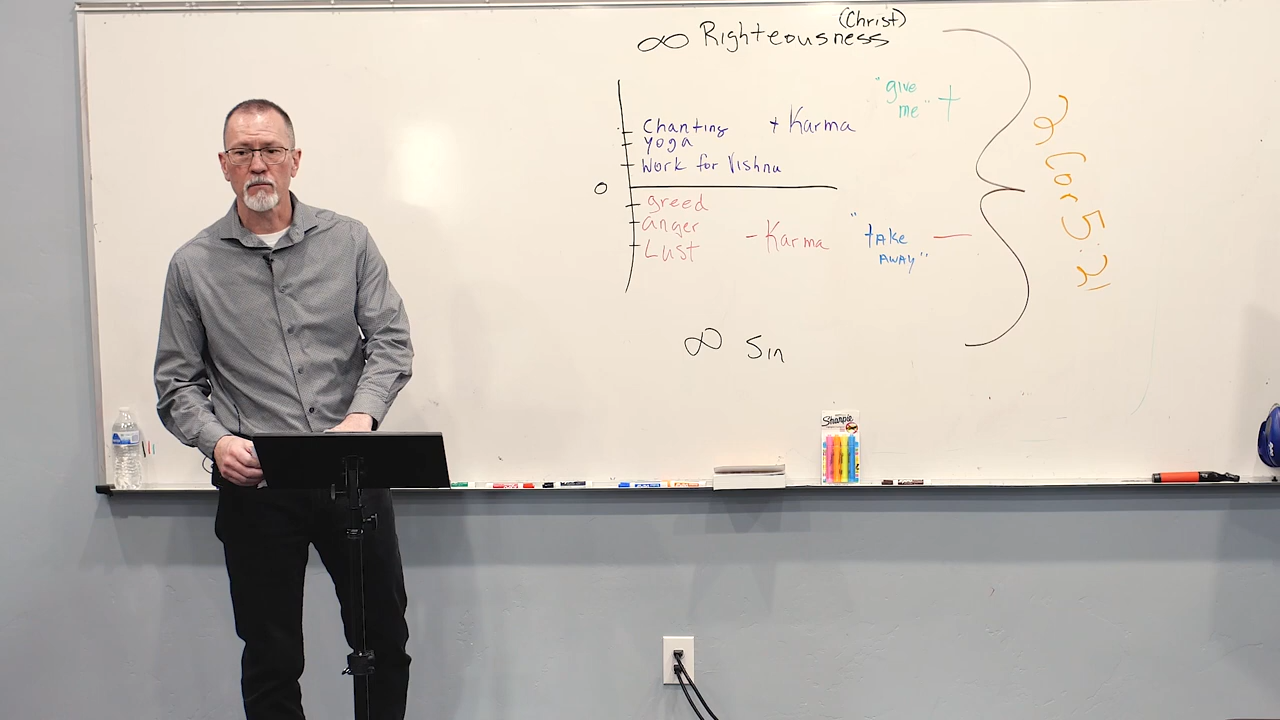 (Christ)
∞ Righteousness
"give
me" +
Chanting + Karma
yoga
Work for Vishnu
0
greed
anger
Lust
- Karma
"tAke
AWAY" —
∞ Sin
2 Cor 5:21
Sharpie